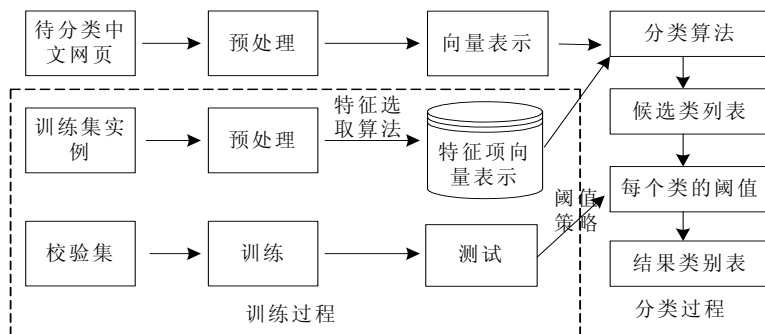 待分类中
文网页
预处理
向量表示
分类算法
训练集实
例
预处理
特征选
取算法
特征项向
量表示
候选类列表
阈值
策略
每个类的阈值
校验集
训练
测试
结果类别表
训练过程
分类过程